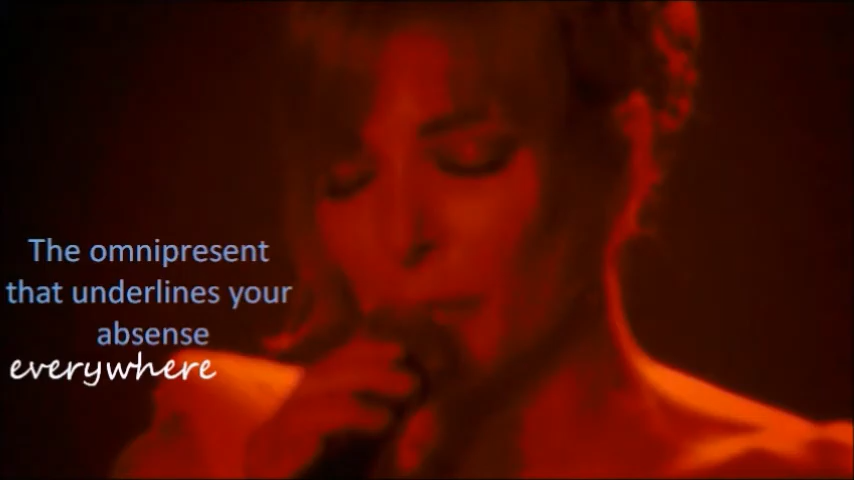 The omnipresent
that underlines your
absense
everywhere